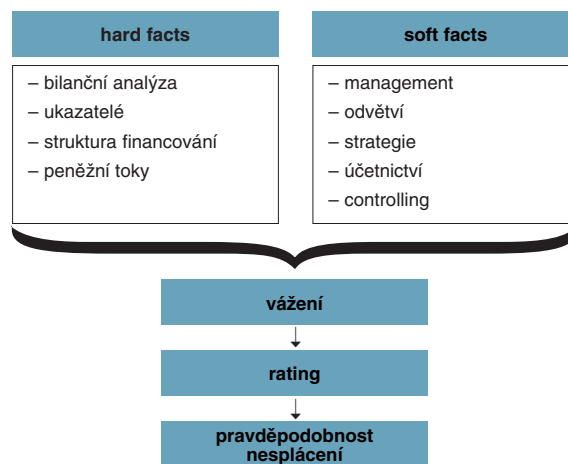 hard facts
– bilanční analýza
– ukazatelé
– struktura financování
– peněžní toky
soft facts
– management
– odvětví
– strategie
– účetnictví
– controlling
vážení
rating
pravděpodobnost
nesplácení